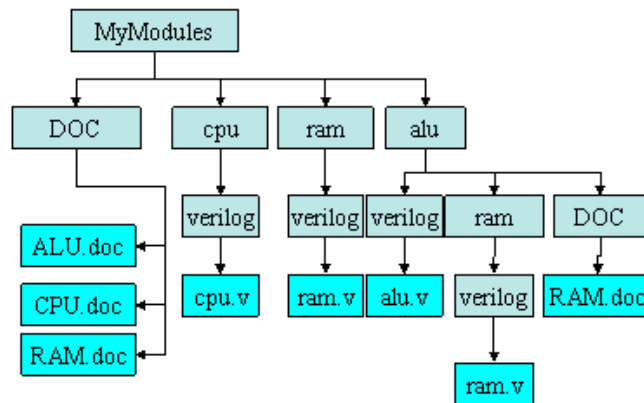 MyModules
DOC cpu ram alu
verilog verilog verilog ram DOC
ALU.doc
cpu.v ram.v alu.v verilog RAM.doc
CPU.doc
RAM.doc
ram.v